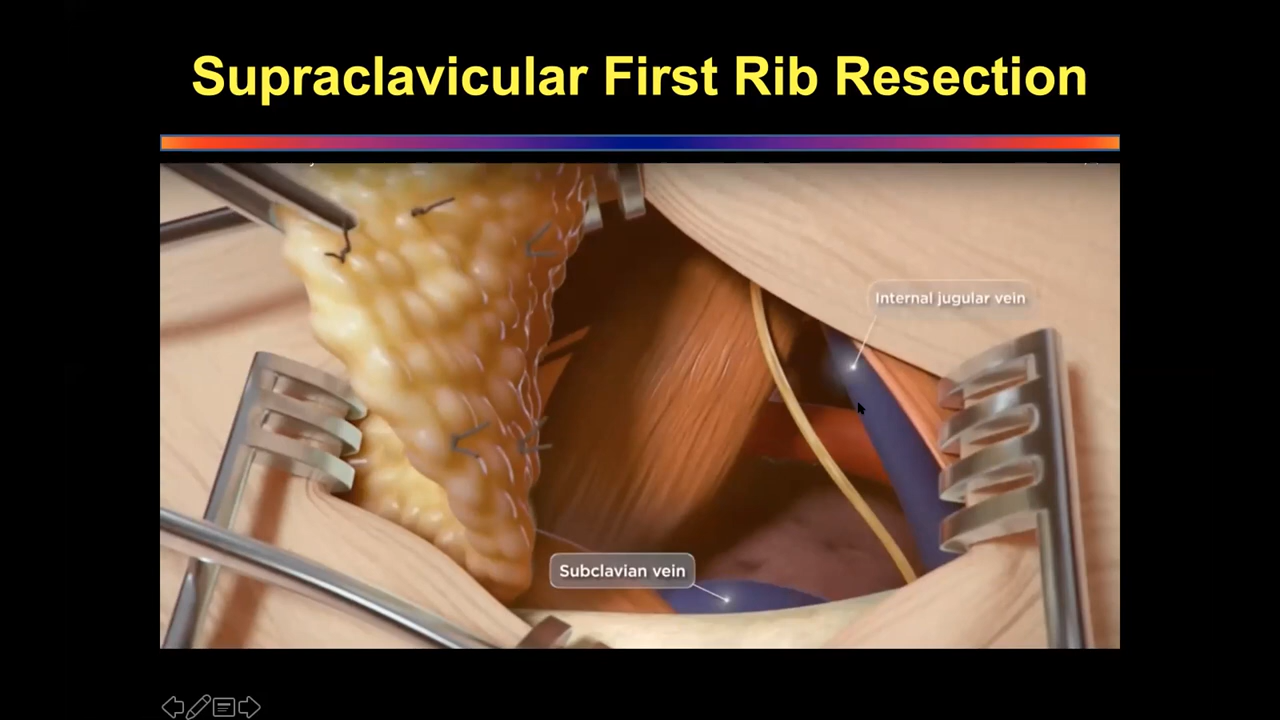 Supraclavicular First Rib Resection
Internal jugular vein
Subclavian vein